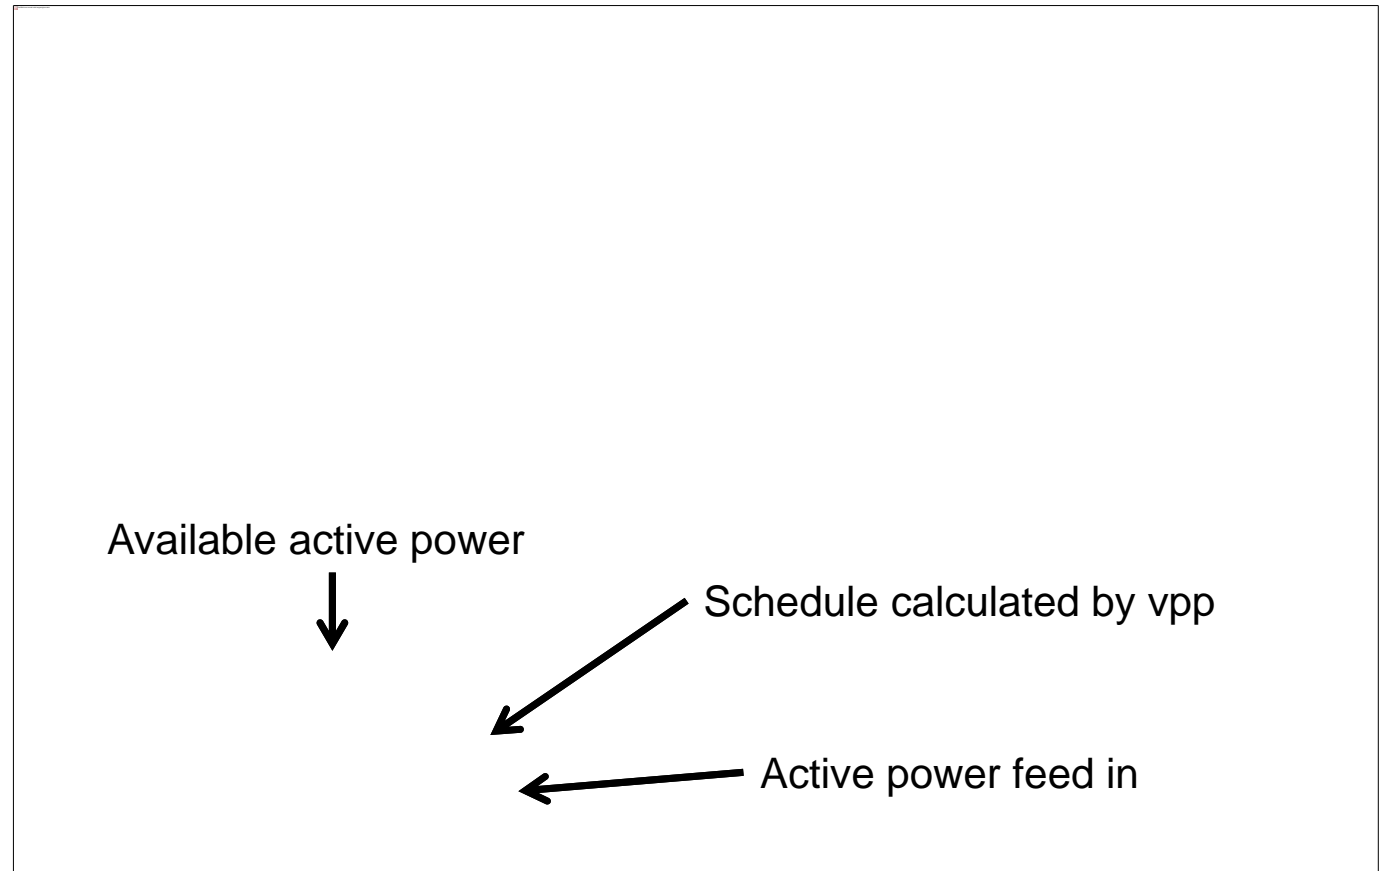 Available active power
Schedule calculated by vpp
Active power feed in